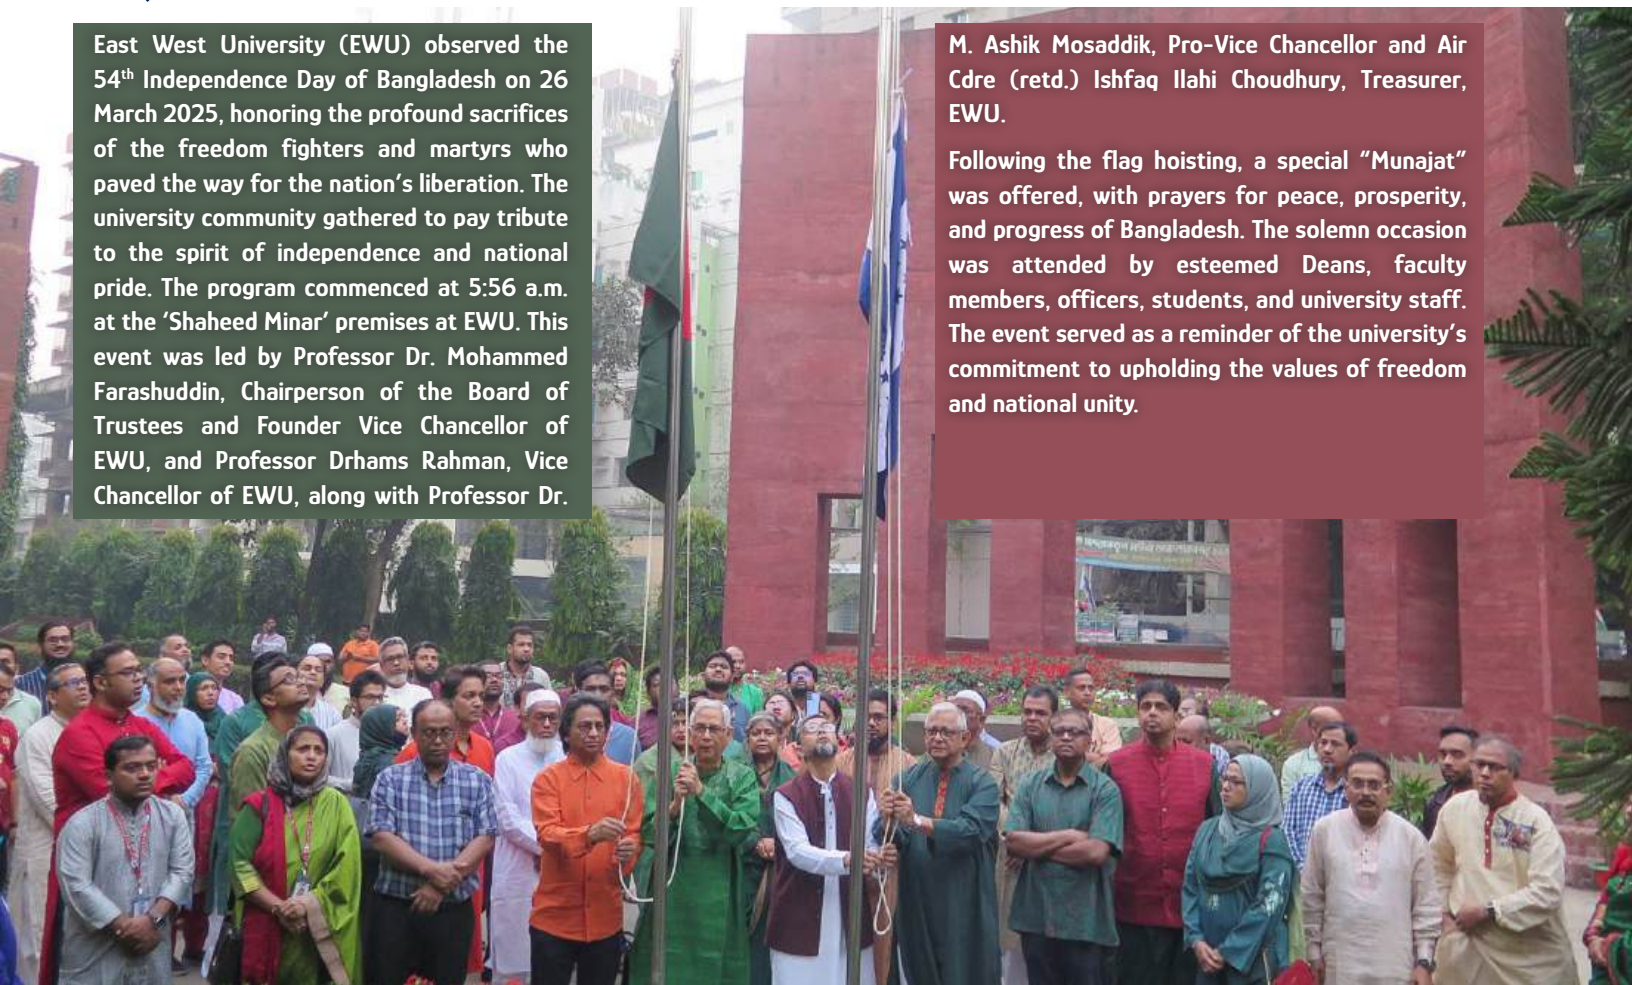 East West University (EWU) observed the
54th Independence Day of Bangladesh on 26
March 2025, honoring the profound sacrifices
of the freedom fighters and martyrs who
paved the way for the nation’s liberation. The
university community gathered to pay tribute
to the spirit of independence and national
pride. The program commenced at 5:56 a.m.
at the ‘Shaheed Minar’ premises at EWU. This
event was led by Professor Dr. Mohammed
Farashuddin, Chairperson of the Board of
Trustees and Founder Vice Chancellor of
EWU, and Professor Drhams Rahman, Vice
Chancellor of EWU, along with Professor Dr.
M. Ashik Mosaddik, Pro-Vice Chancellor and Air
Cdre (retd.) Ishfaq Ilahi Choudhury, Treasurer,
EWU.
Following the flag hoisting, a special “Munajat”
was offered, with prayers for peace, prosperity,
and progress of Bangladesh. The solemn occasion
was attended by esteemed Deans, faculty
members, officers, students, and university staff.
The event served as a reminder of the university’s
commitment to upholding the values of freedom
and national unity.